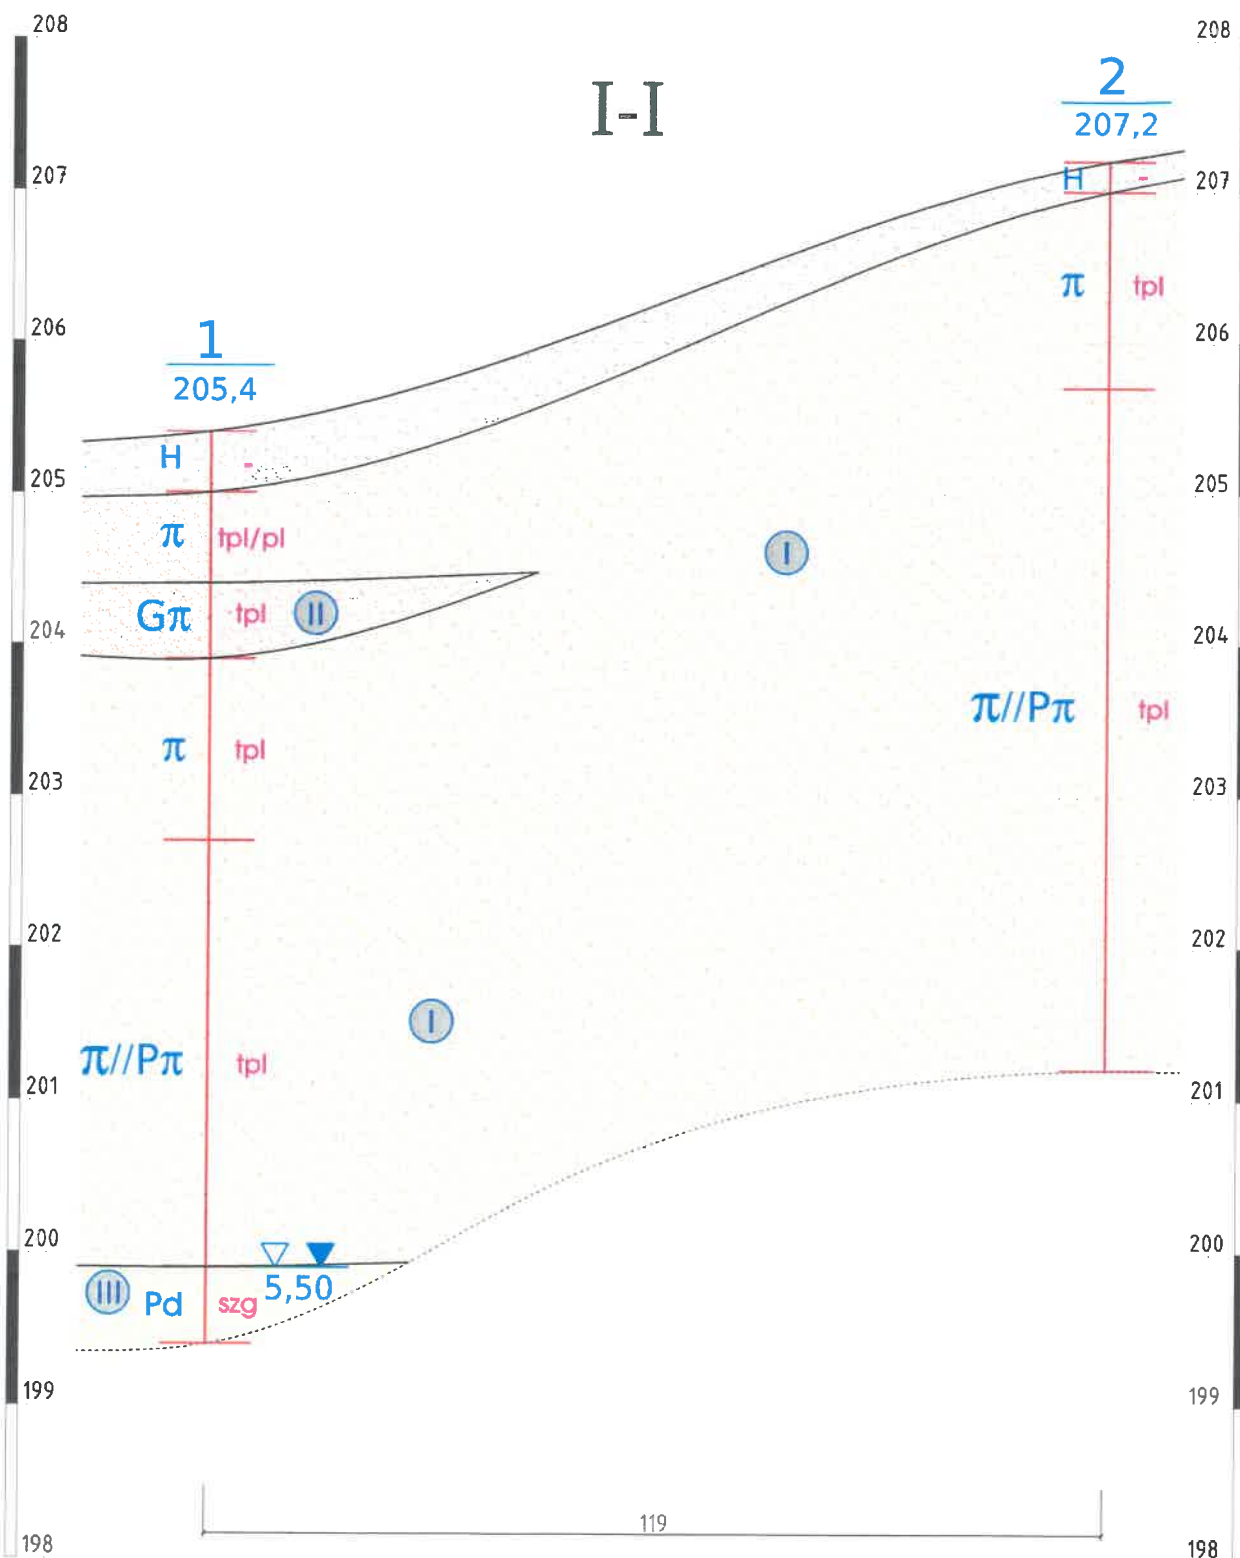 208
208
I-I
2
207,2
207
H
-
207
π
tpl
206
206
1
205,4
H
-
205
205
π
tpl/pl
I
Gπ
tpl
II
204
204
π//Pπ
tpl
π
tpl
203
203
202
202
I
π//Pπ
tpl
201
201
200
200
III
Pd
szg
5,50
199
199
119
198
198